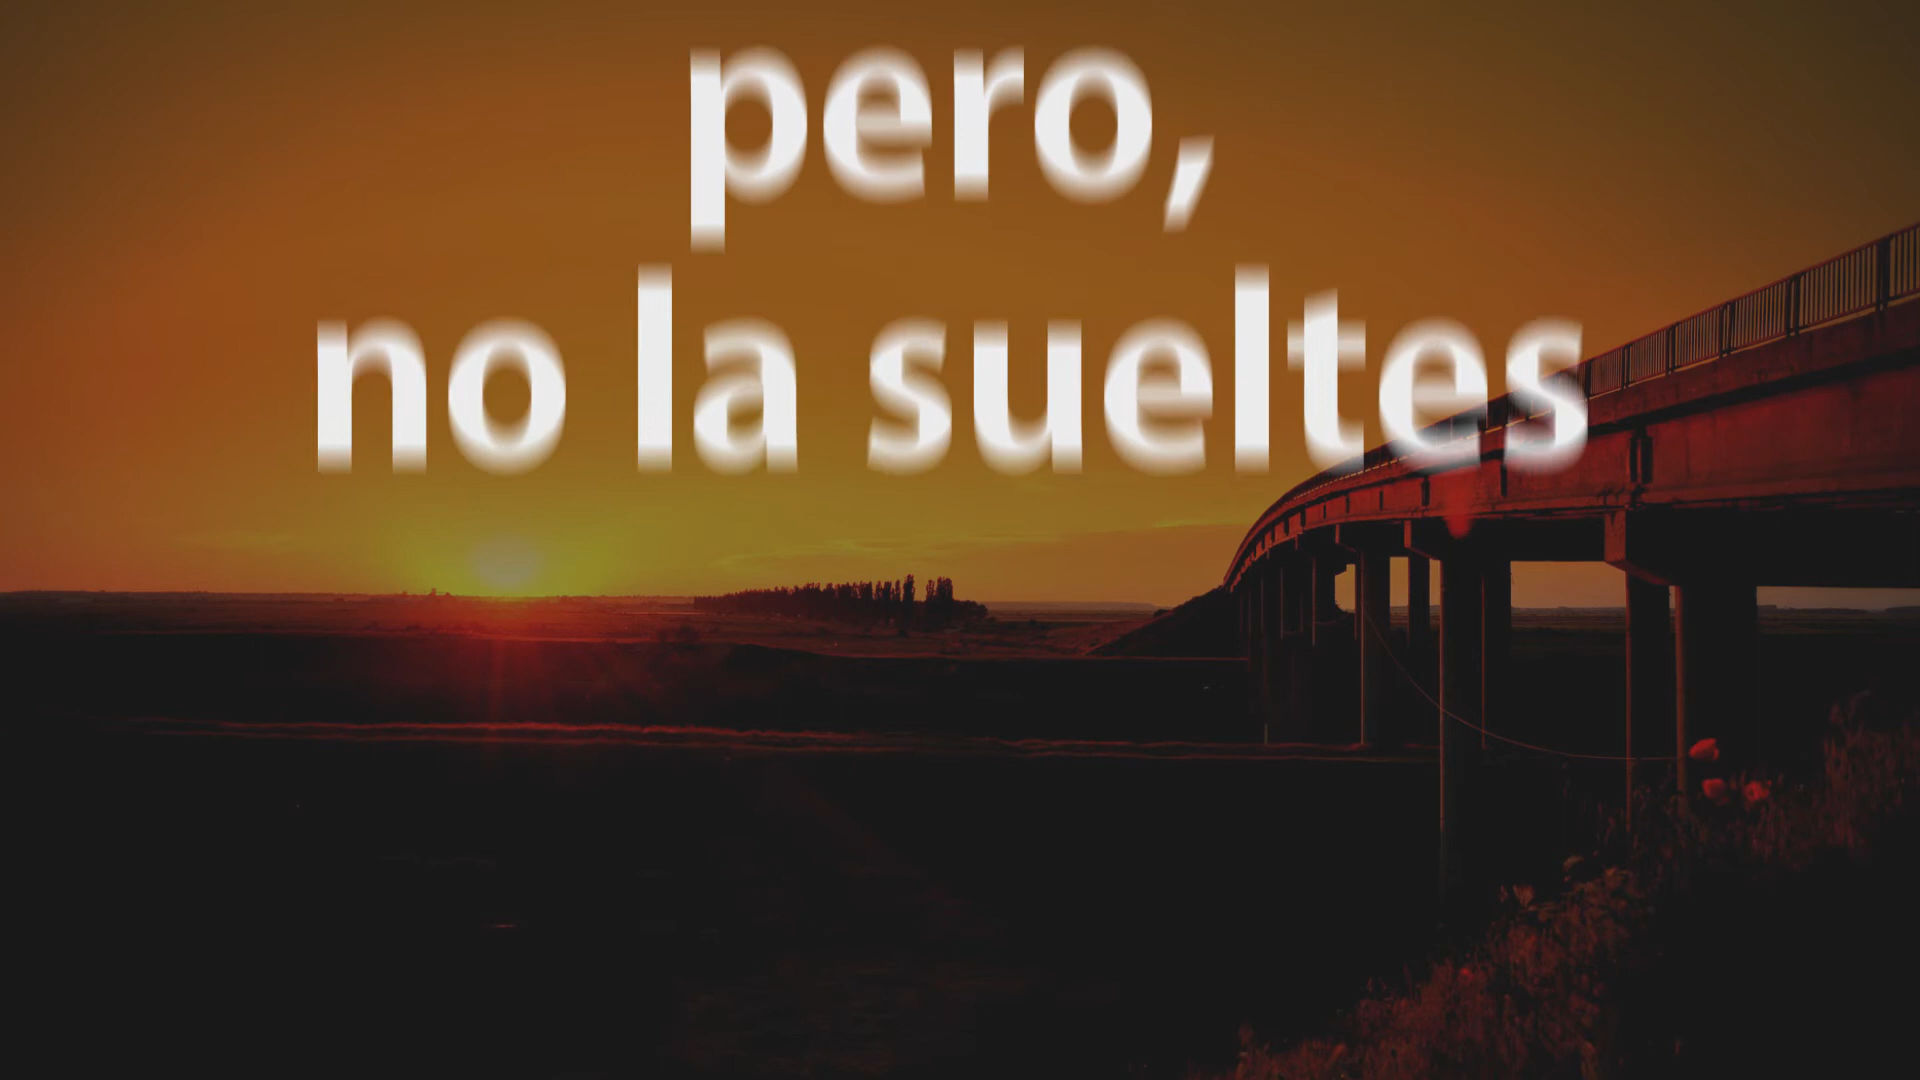 pero,
no la sueltes